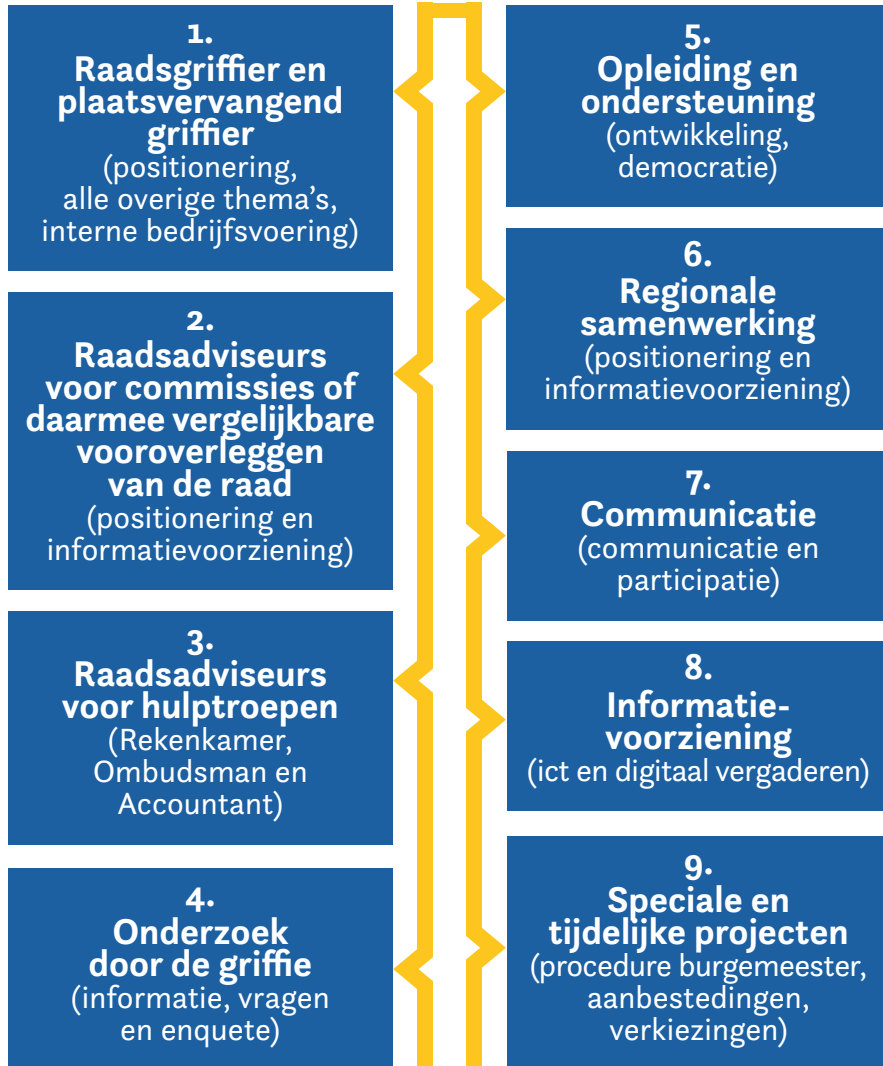 1.
Raadsgriffier en
plaatsvervangend
griffier
(positionering,
alle overige thema's,
interne bedrijfsvoering)
2.
Raadsadviseurs
voor commissies of
daarmee vergelijkbare
vooroverleggen
van de raad
(positionering en
informatievoorziening)
3.
Raadsadviseurs
voor hulptroepen
(Rekenkamer,
Ombudsman en
Accountant)
4.
Onderzoek
door de griffie
(informatie, vragen
en enquete)
5.
Opleiding en
ondersteuning
(ontwikkeling,
democratie)
6.
Regionale
samenwerking
(positionering en
informatievoorziening)
7.
Communicatie
(communicatie en
participatie)
8.
Informatie-
voorziening
(ict en digitaal vergaderen)
9.
Speciale en
tijdelijke projecten
(procedure burgemeester,
aanbestedingen,
verkiezingen)